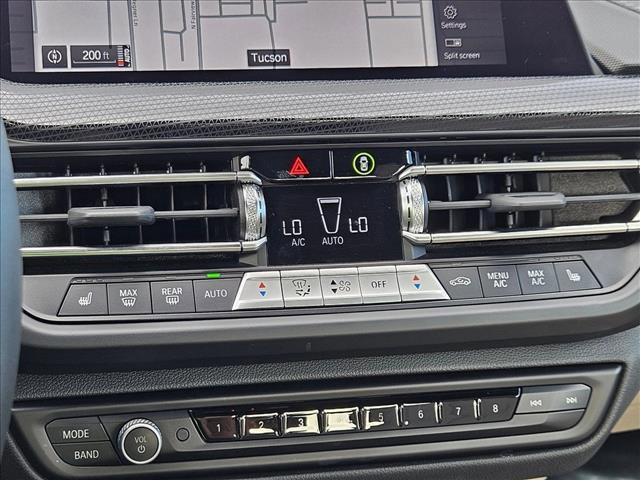 Settings
200 ft
AUTO
Tucson
Split screen
LO LO
A/C AUTO
MAX REAR AUTO OFF MENU A/C MAX A/C
MODE VOL 1 2 3 4 5 6 7 8
BAND